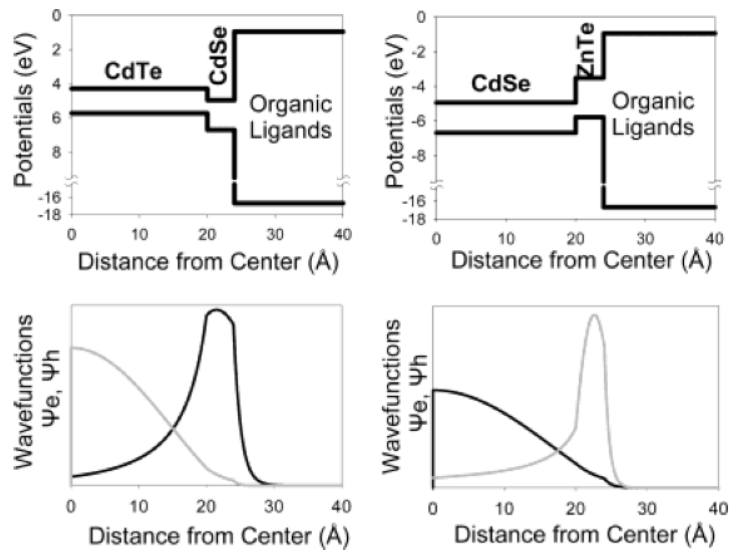 Potentials (eV)
0
2
4
6
8
-16
-18
CdTe
CdSe
Organic
Ligands
0
10
20
30
40
Distance from Center (Å)
Potentials (eV)
-0
-2
-4
-6
-8
-16
-18
CdSe
ZnTe
Organic
Ligands
0
10
20
30
40
Distance from Center (Å)
Wavefunctions
Ψe, Ψh
0
10
20
30
40
Distance from Center (Å)
Wavefunctions
Ψe, Ψh
0
10
20
30
40
Distance from Center (Å)